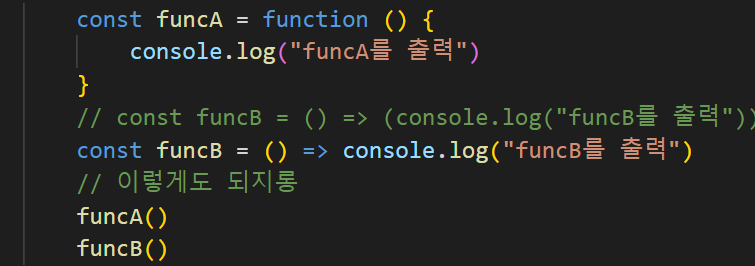 const funcA = function () {
console.log("funcA를 출력")
}
// const funcB = () => (console.log("funcB를 출력"))
const funcB = () => console.log("funcB를 출력")
// 이렇게도 되지롱
funcA()
funcB()